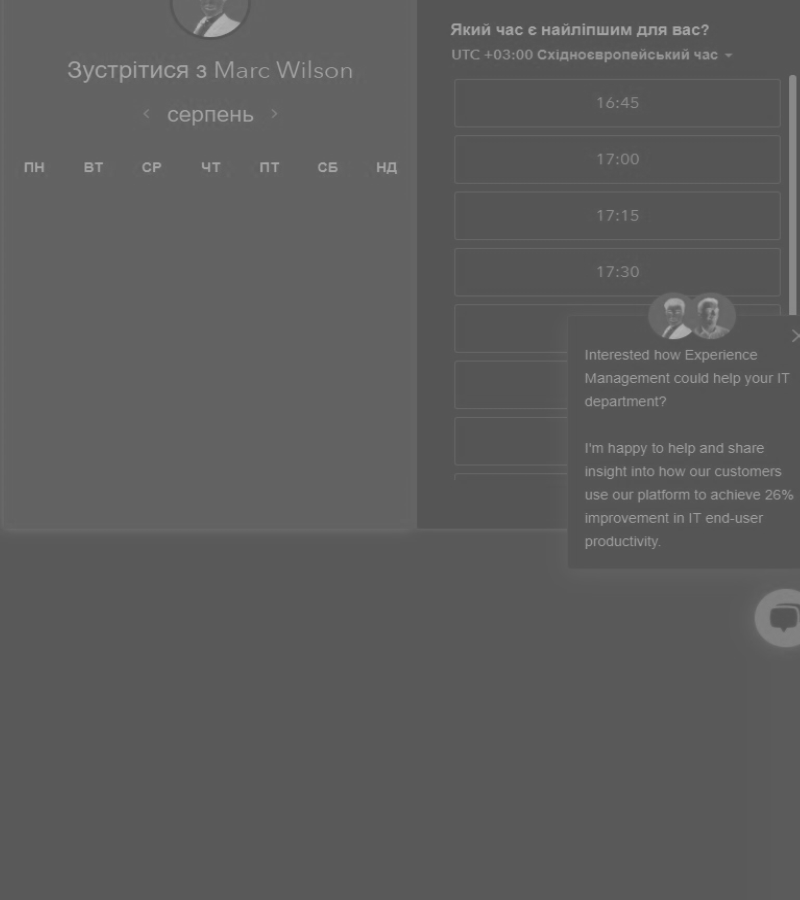 Зустрітися з Marc Wilson
серпень
ПН ВТ СР ЧТ ПТ СБ НД
Який час є найліпшим для вас?
UTC +03:00 Східноєвропейський час
16:45
17:00
17:15
17:30
Interested how Experience
Management could help your IT
department?
I'm happy to help and share
insight into how our customers
use our platform to achieve 26%
improvement in IT end-user
productivity.